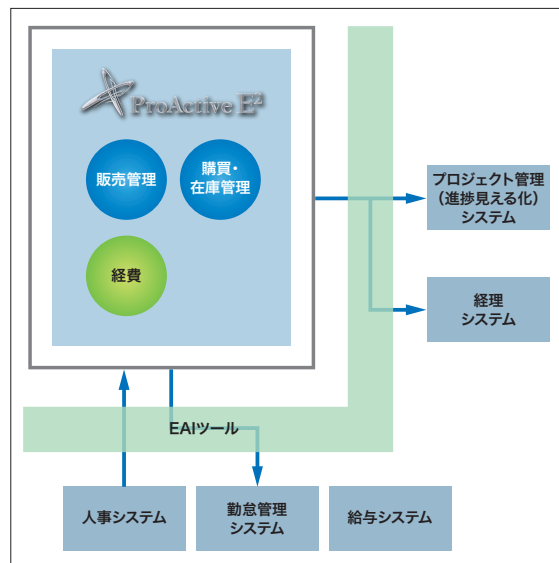 ProActive E²
販売管理
購買・
在庫管理
経費
プロジェクト管理
（進捗見える化）
システム
経理
システム
EAIツール
人事システム
勤怠管理
システム
給与システム